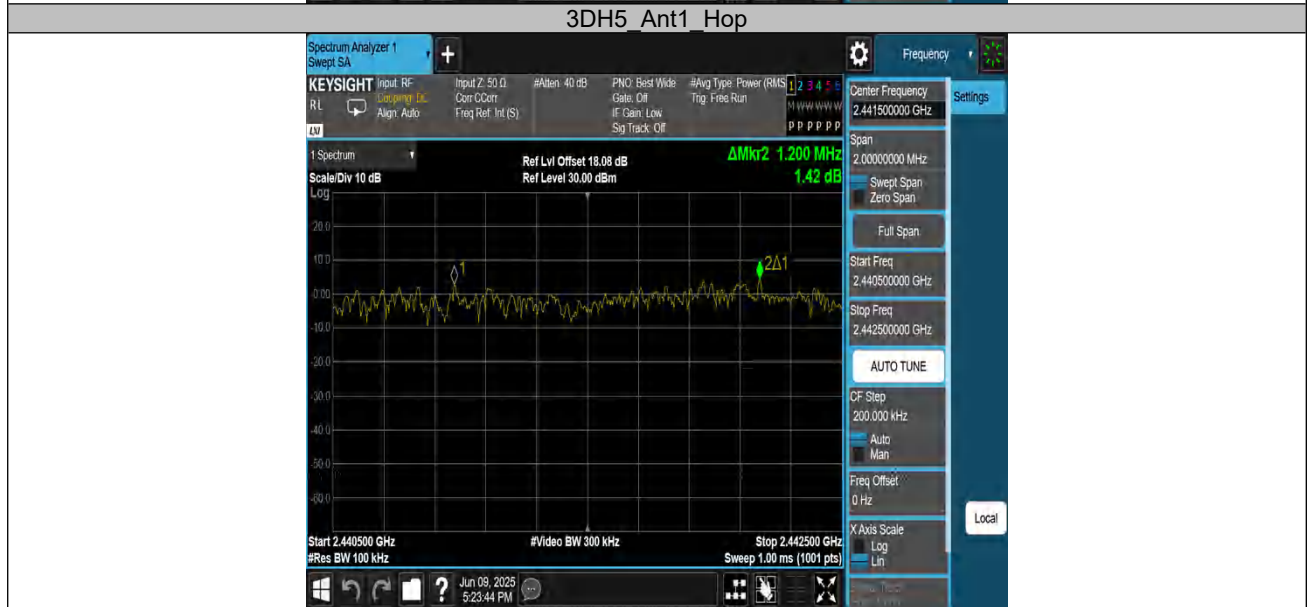 3DH5_Ant1_Hop
Spectrum Analyzer 1
Swept SA
+
Frequency
KEYSIGHT
RL
LXI
Input: RF
Coupling: DC
Align: Auto
Input Z: 50 Ω
Corr CCorr
Freq Ref: Int (S)
#Atten: 40 dB
PNO: Best Wide
Gate: Off
IF Gain: Low
Sig Track: Off
#Avg Type: Power (RMS
Trig: Free Run
1 2 3 4 5 6
M W W W W W
P P P P P P
1 Spectrum
Scale/Div 10 dB
Ref Lvl Offset 18.08 dB
Ref Level 30.00 dBm
ΔMkr2 1.200 MHz
1.42 dB
Log
20.0
10.0
0.00
-10.0
-20.0
-30.0
-40.0
-50.0
-60.0
1
2Δ1
Start 2.440500 GHz
#Res BW 100 kHz
#Video BW 300 kHz
Stop 2.442500 GHz
Sweep 1.00 ms (1001 pts)
Center Frequency
2.441500000 GHz
Settings
Span
2.00000000 MHz
Swept Span
Zero Span
Full Span
Start Freq
2.440500000 GHz
Stop Freq
2.442500000 GHz
AUTO TUNE
CF Step
200.000 kHz
Auto
Man
Freq Offset
0 Hz
X Axis Scale
Log
Lin
Local
?
Jun 09, 2025
5:23:44 PM